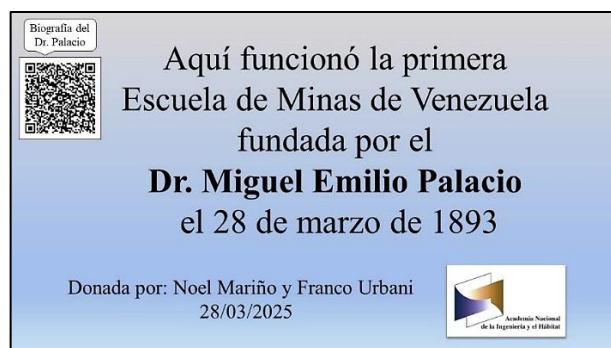 Biografía del
Dr. Palacio
Aquí funcionó la primera
Escuela de Minas de Venezuela
fundada por el
Dr. Miguel Emilio Palacio
el 28 de marzo de 1893
Donada por: Noel Mariño y Franco Urbani
28/03/2025
Academia Nacional
de la Ingeniería y el Hábitat